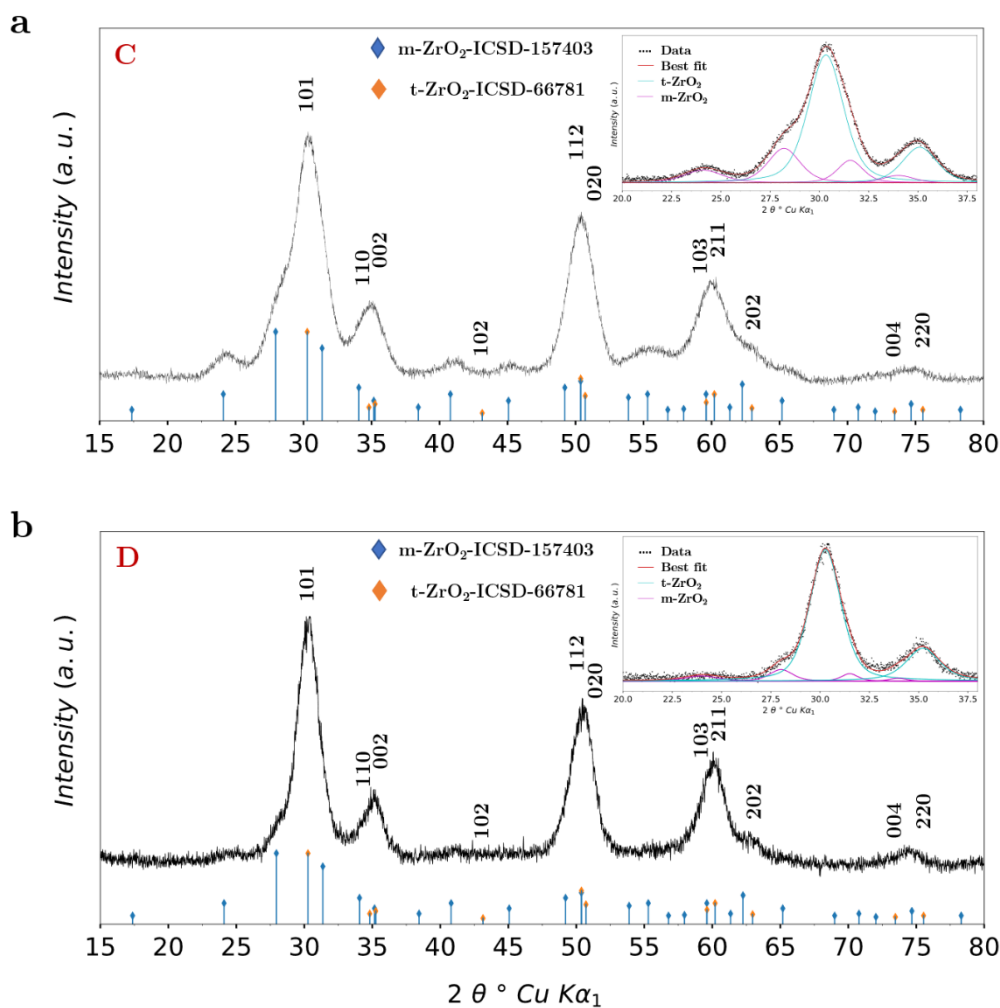 a
C
m-ZrO₂-ICSD-157403
t-ZrO₂-ICSD-66781
Intensity (a. u.)
101
110
002
102
112
020
103
211
202
004
220
15 20 25 30 35 40 45 50 55 60 65 70 75 80
Data
Best fit
t-ZrO₂
m-ZrO₂
Intensity (a. u.)
20.0 22.5 25.0 27.5 30.0 32.5 35.0 37.5
2 θ ° Cu Kα₁
b
D
m-ZrO₂-ICSD-157403
t-ZrO₂-ICSD-66781
Intensity (a. u.)
101
110
002
102
112
020
103
211
202
004
220
15 20 25 30 35 40 45 50 55 60 65 70 75 80
Data
Best fit
t-ZrO₂
m-ZrO₂
Intensity (a. u.)
20.0 22.5 25.0 27.5 30.0 32.5 35.0 37.5
2 θ ° Cu Kα₁
2 θ ° Cu Kα₁